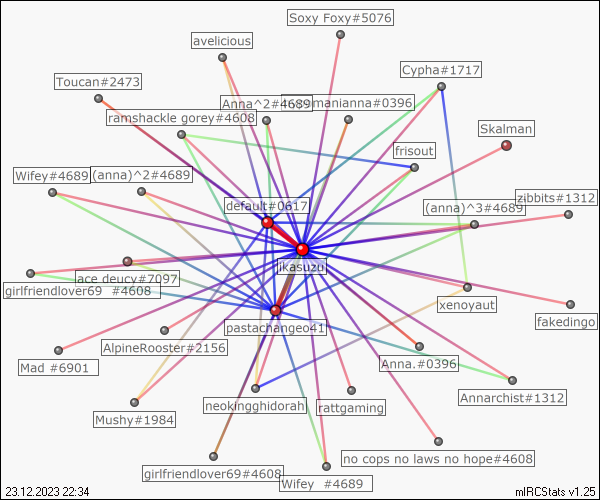 Soxy Foxy#5076
avelicious
Cypha#1717
Toucan#2473
Anna^2#4689
manianna#0396
ramshackle gorey#4608
Skalman
frisout
Wifey#4689
(anna)^2#4689
zibbits#1312
default#0617
(anna)^3#4689
jkasuzu
ace deucy#7097
girlfriendlover69 #4608
xenoyaut
pastachangeo41
fakedingo
AlpineRooster#2156
Mad #6901
Anna.#0396
Annarchist#1312
Mushy#1984
neokingghidorah
rattgaming
no cops no laws no hope#4608
girlfriendlover69#4608
Wifey #4689
23.12.2023 22:34
mIRCStats v1.25